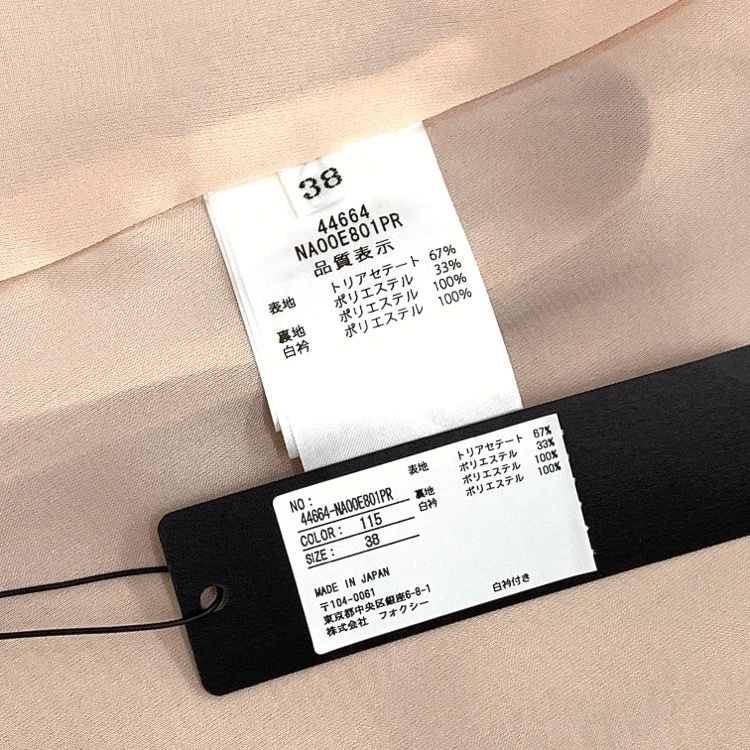 38
44664
NA00E801PR
品質表示
表地 トリアセテート 67%
ポリエステル 33%
裏地 ポリエステル 100%
白衿 ポリエステル 100%
NO:
44664-NA00E801PR
COLOR: 115
SIZE: 38
MADE IN JAPAN
〒104-0061
東京都中央区銀座6-8-1
株式会社 フォクシー
表地 トリアセテート 67%
ポリエステル 33%
裏地 ポリエステル 100%
白衿 ポリエステル 100%
白衿付き